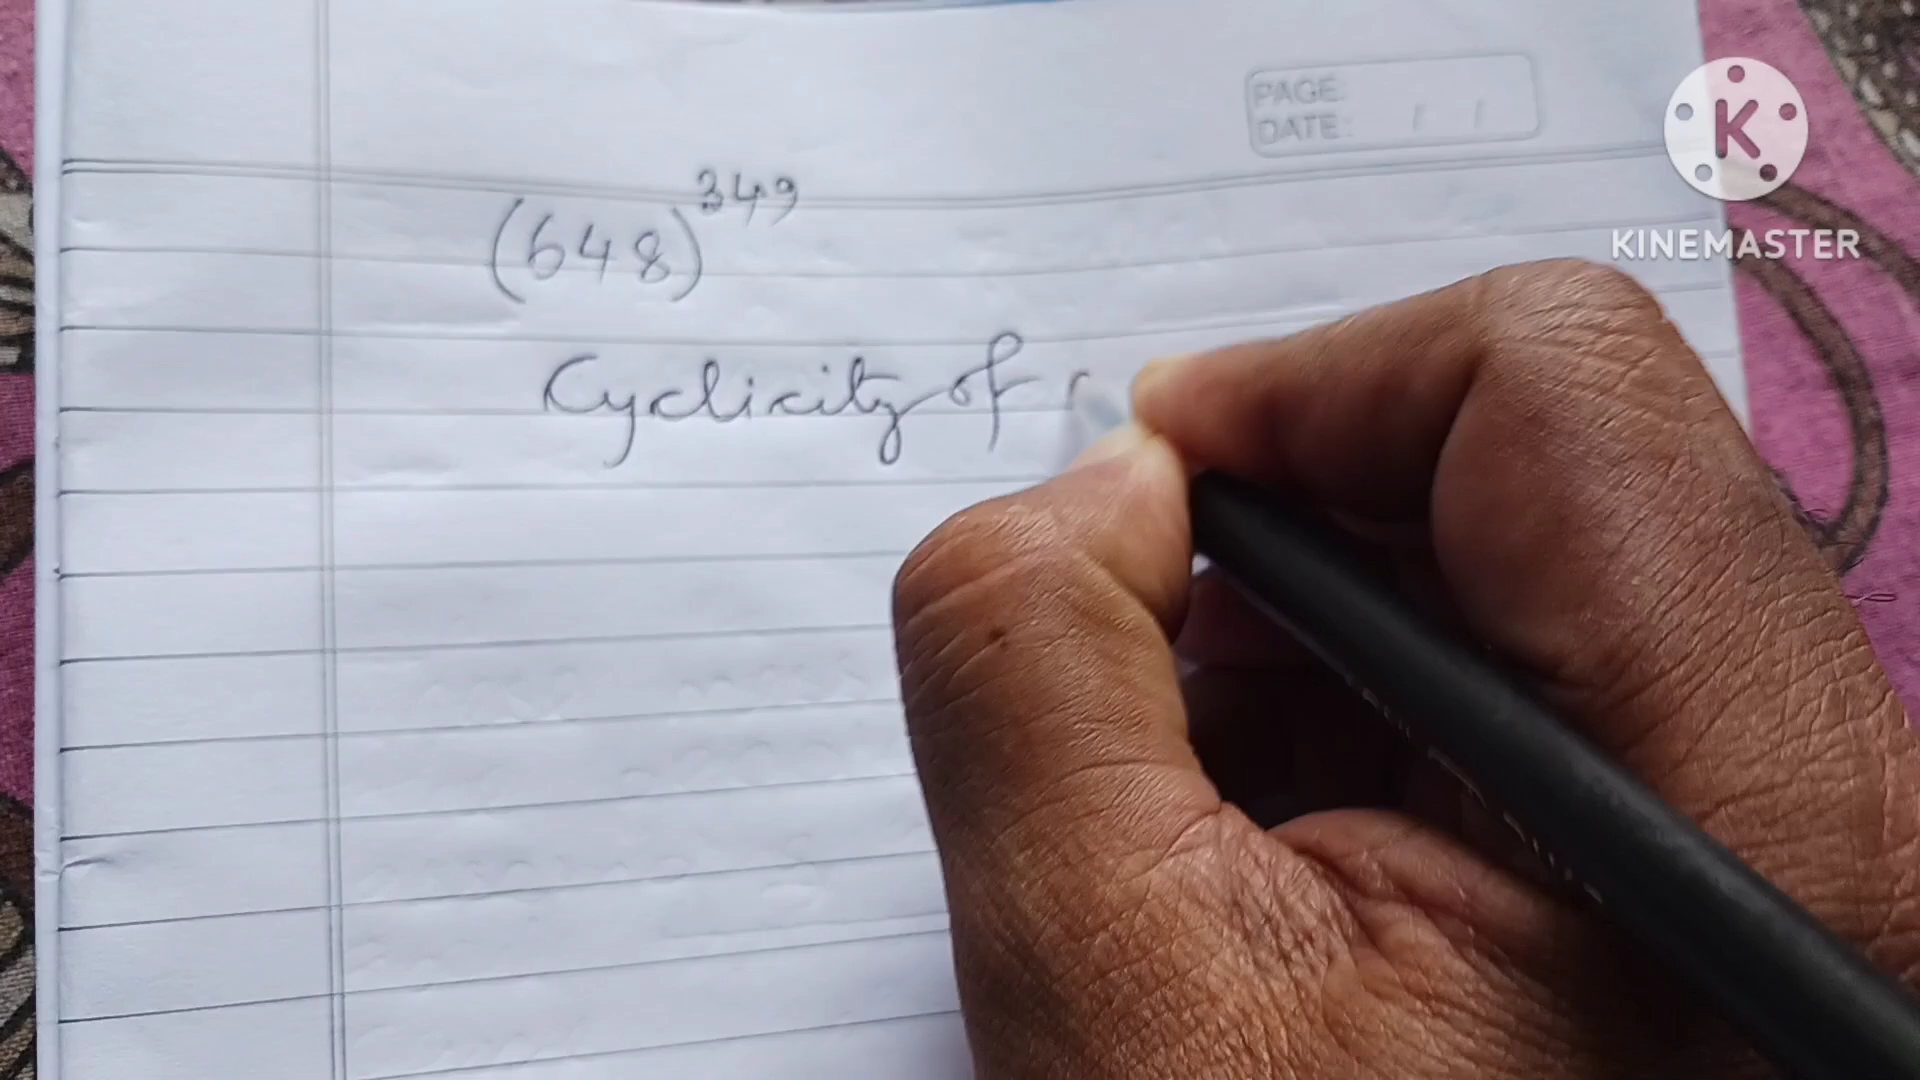 PAGE:
DATE: / /
K
KINEMASTER
(648)^349
Cyclicity of